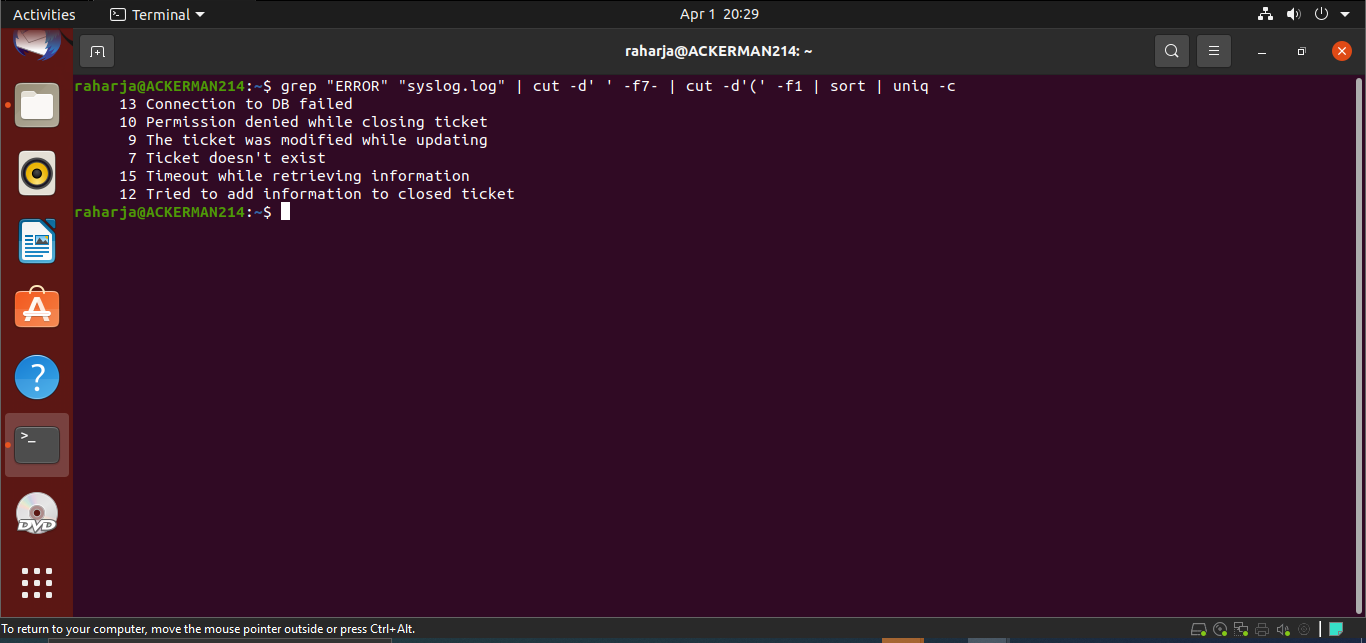 Activities
Terminal
Apr 1 20:29
raharja@ACKERMAN214: ~
raharja@ACKERMAN214:~$ grep "ERROR" "syslog.log" | cut -d' ' -f7- | cut -d'(' -f1 | sort | uniq -c
13 Connection to DB failed
10 Permission denied while closing ticket
9 The ticket was modified while updating
7 Ticket doesn't exist
15 Timeout while retrieving information
12 Tried to add information to closed ticket
raharja@ACKERMAN214:~$
A
?
>_
DVD
To return to your computer, move the mouse pointer outside or press Ctrl+Alt.